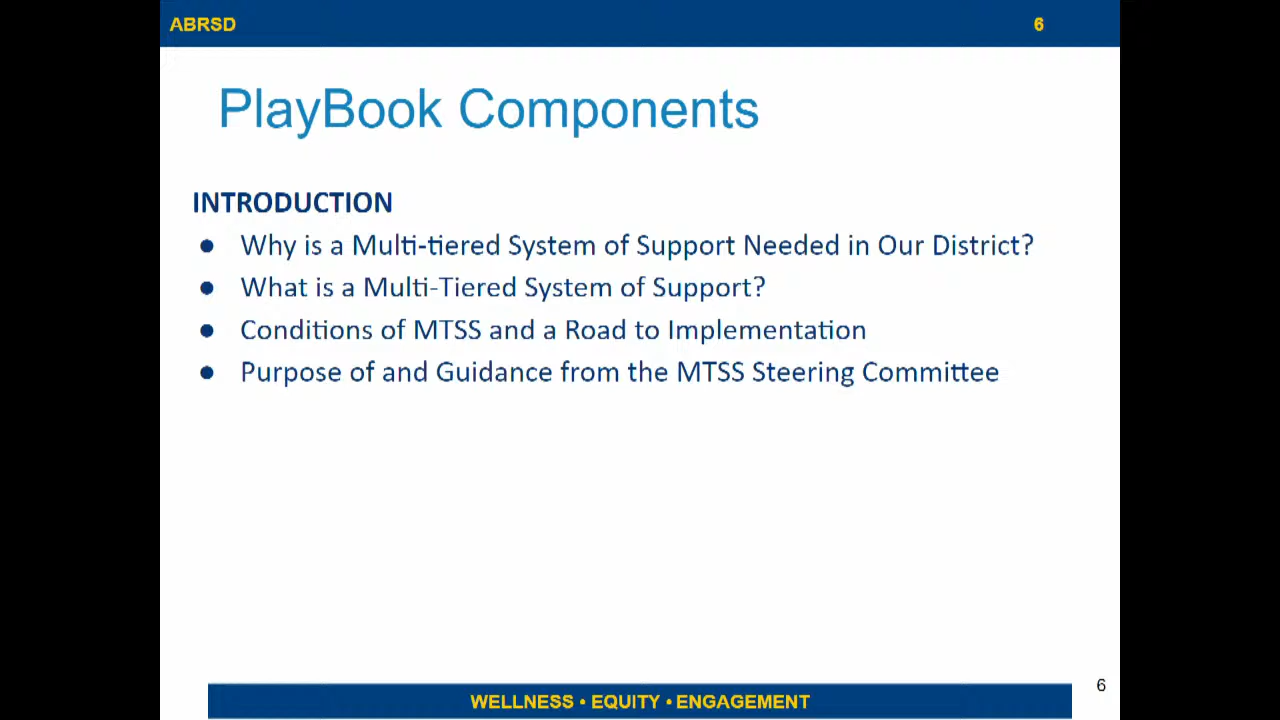 ABRSD 6
PlayBook Components
INTRODUCTION
● Why is a Multi-tiered System of Support Needed in Our District?
● What is a Multi-Tiered System of Support?
● Conditions of MTSS and a Road to Implementation
● Purpose of and Guidance from the MTSS Steering Committee
6
WELLNESS • EQUITY • ENGAGEMENT